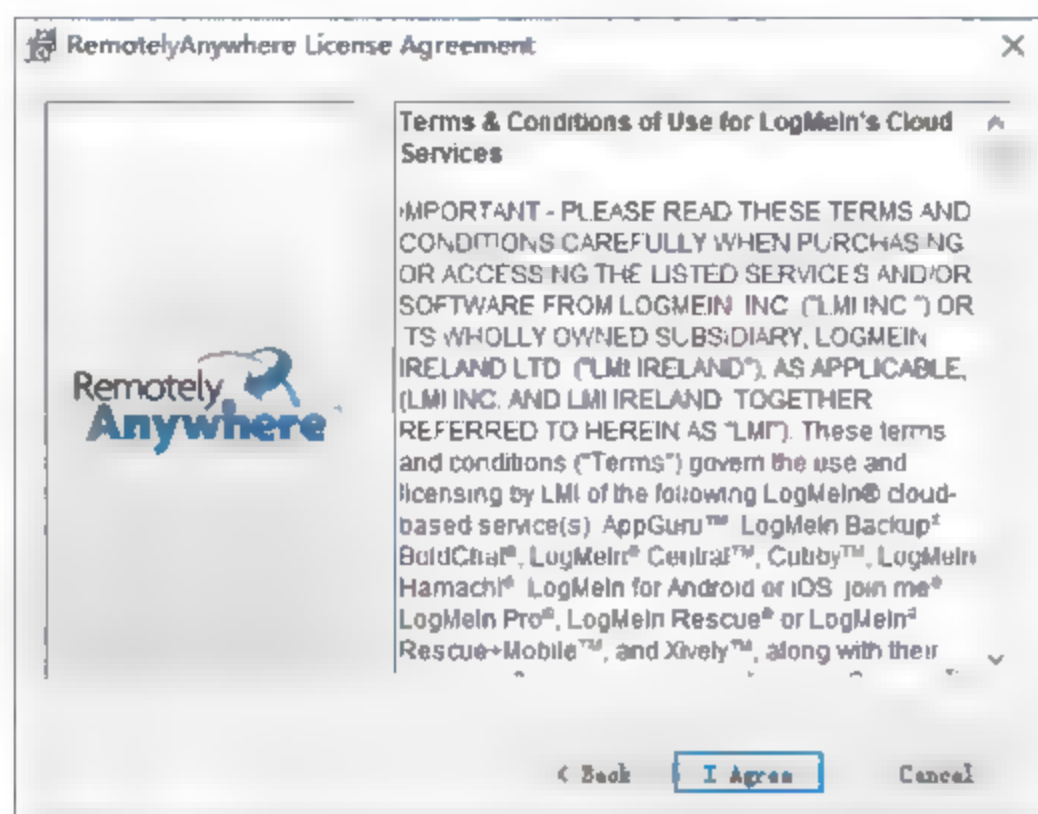 RemotelyAnywhere License Agreement
Terms & Conditions of Use for LogMeIn's Cloud
Services
IMPORTANT - PLEASE READ THESE TERMS AND
CONDITIONS CAREFULLY WHEN PURCHASING
OR ACCESSING THE LISTED SERVICES AND/OR
SOFTWARE FROM LOGMEIN INC ("LMI INC ") OR
ITS WHOLLY OWNED SUBSIDIARY, LOGMEIN
IRELAND LTD ("LMI IRELAND"), AS APPLICABLE,
(LMI INC. AND LMI IRELAND TOGETHER
REFERRED TO HEREIN AS "LMI"). These terms
and conditions ("Terms") govern the use and
licensing by LMI of the following LogMeIn® cloud-
based service(s) AppGuru™ LogMeIn Backup®
BoldChat®, LogMeIn® Central™, Cubby™, LogMeIn
Hamachi® LogMeIn for Android or iOS join me®
LogMeIn Pro®, LogMeIn Rescue® or LogMeIn®
Rescue+Mobile™, and Xively™, along with their
Remotely
Anywhere
< Back I Agree Cancel